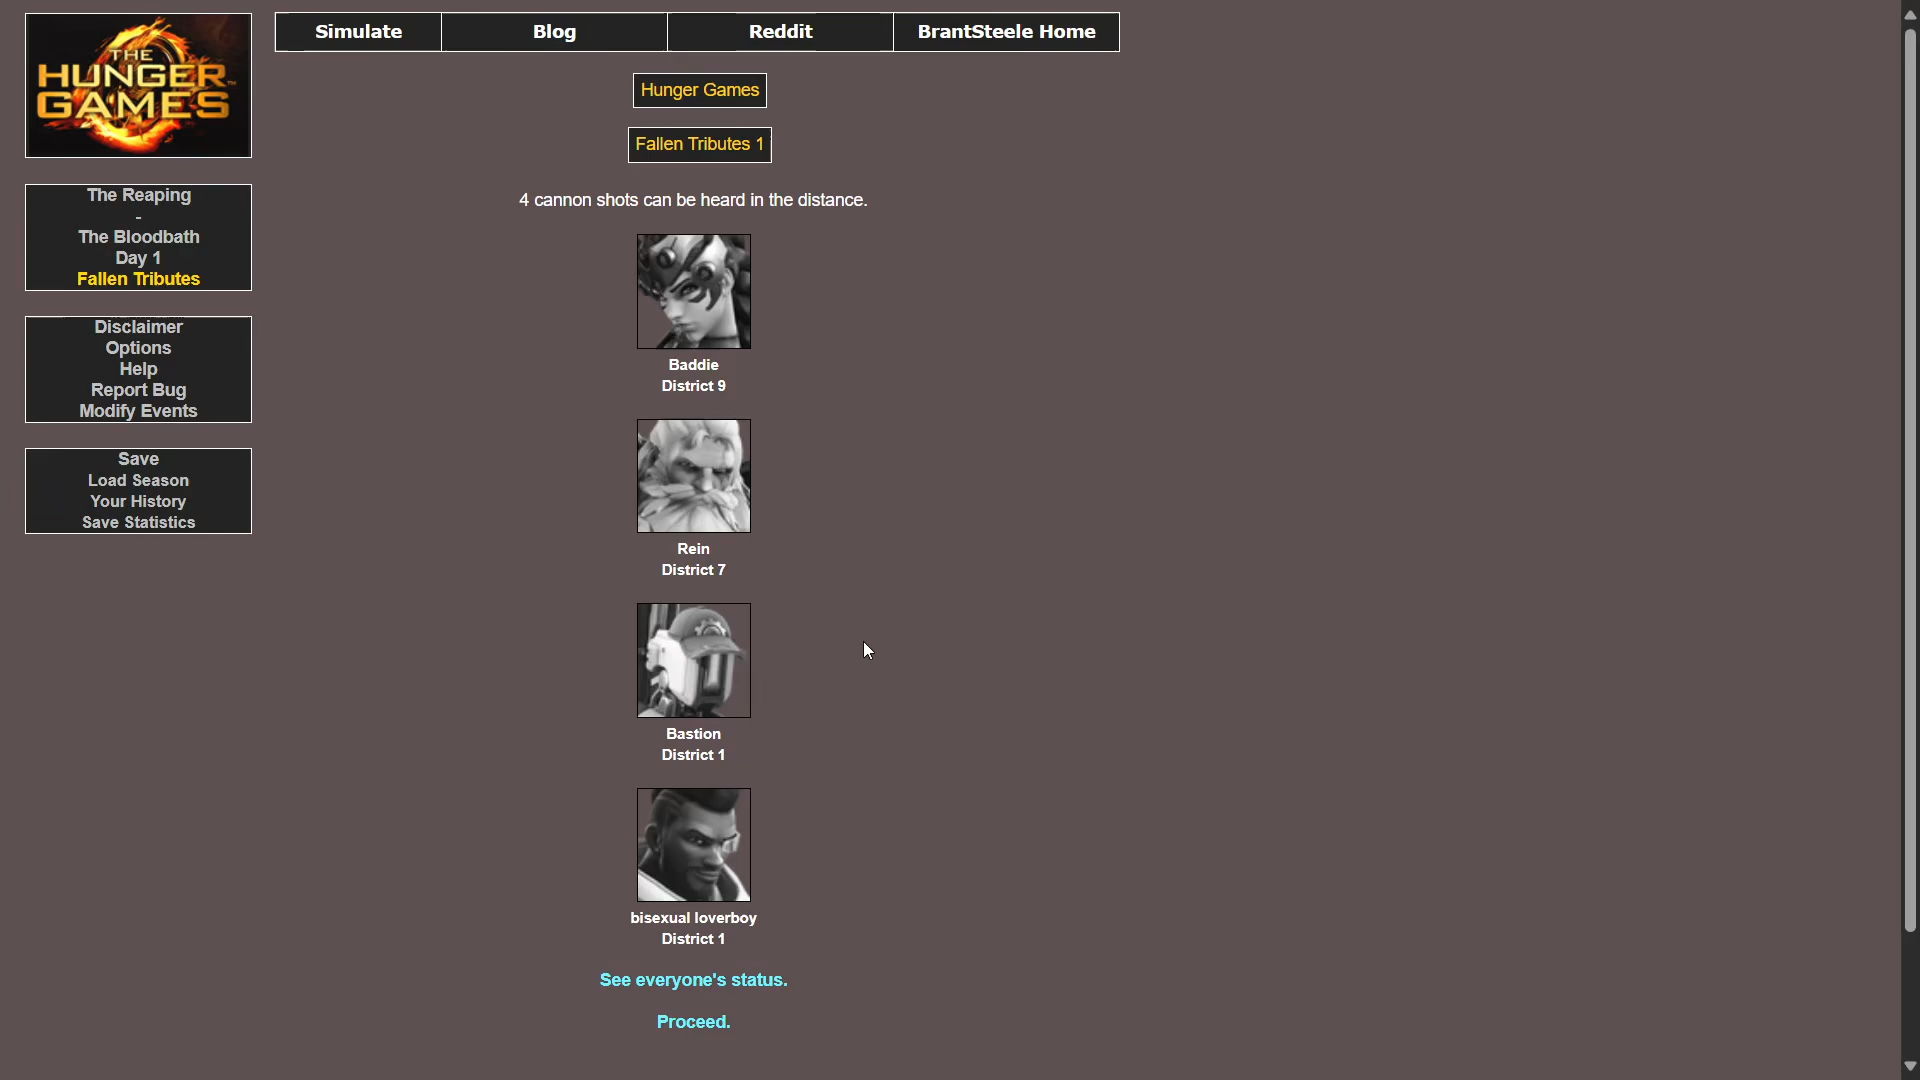 THE
HUNGER
GAMES
Simulate
Blog
Reddit
BrantSteele Home
The Reaping
-
The Bloodbath
Day 1
Fallen Tributes
Disclaimer
Options
Help
Report Bug
Modify Events
Save
Load Season
Your History
Save Statistics
Hunger Games
Fallen Tributes 1
4 cannon shots can be heard in the distance.
Baddie
District 9
Rein
District 7
Bastion
District 1
bisexual loverboy
District 1
See everyone's status.
Proceed.